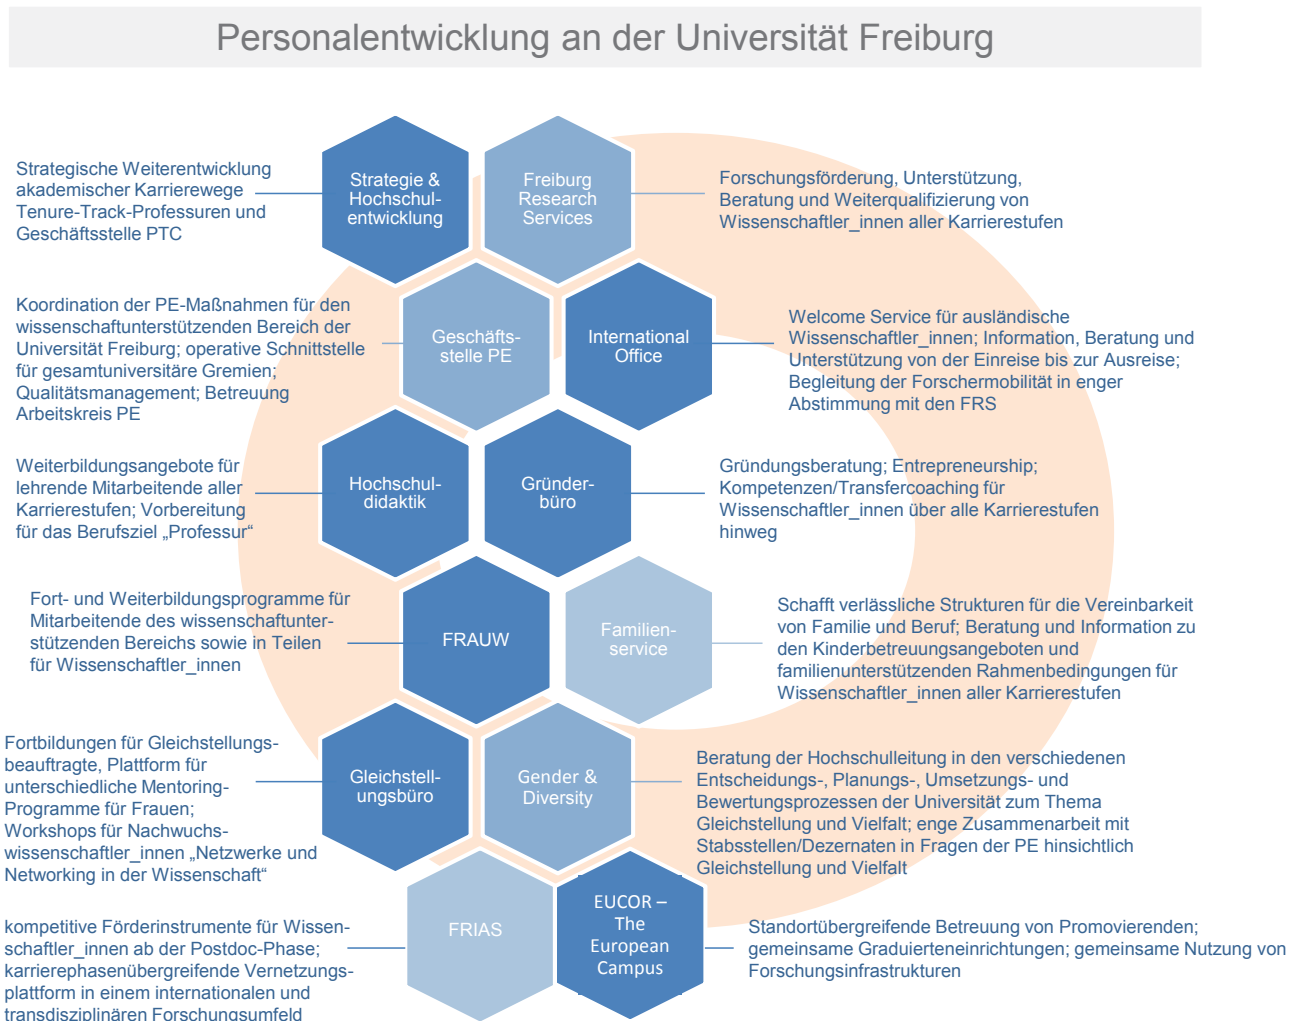 Personalentwicklung an der Universität Freiburg
Strategische Weiterentwicklung
akademischer Karrierewege
Tenure-Track-Professuren und
Geschäftsstelle PTC
Strategie &
Hochschul-
entwicklung
Freiburg
Research
Services
Forschungsförderung, Unterstützung,
Beratung und Weiterqualifizierung von
Wissenschaftler_innen aller Karrierestufen
Koordination der PE-Maßnahmen für den
wissenschaftunterstützenden Bereich der
Universität Freiburg; operative Schnittstelle
für gesamtuniversitäre Gremien;
Qualitätsmanagement; Betreuung
Arbeitskreis PE
Geschäfts-
stelle PE
International
Office
Welcome Service für ausländische
Wissenschaftler_innen; Information, Beratung und
Unterstützung von der Einreise bis zur Ausreise;
Begleitung der Forschermobilität in enger
Abstimmung mit den FRS
Weiterbildungsangebote für
lehrende Mitarbeitende aller
Karrierestufen; Vorbereitung
für das Berufsziel „Professur“
Hochschul-
didaktik
Gründer-
büro
Gründungsberatung; Entrepreneurship;
Kompetenzen/Transfercoaching für
Wissenschaftler_innen über alle Karrierestufen
hinweg
Fort- und Weiterbildungsprogramme für
Mitarbeitende des wissenschaftunter-
stützenden Bereichs sowie in Teilen
für Wissenschaftler_innen
FRAUW
Familien-
service
Schafft verlässliche Strukturen für die Vereinbarkeit
von Familie und Beruf; Beratung und Information zu
den Kinderbetreuungsangeboten und
familienunterstützenden Rahmenbedingungen für
Wissenschaftler_innen aller Karrierestufen
Fortbildungen für Gleichstellungs-
beauftragte, Plattform für
unterschiedliche Mentoring-
Programme für Frauen;
Workshops für Nachwuchs-
wissenschaftler_innen „Netzwerke und
Networking in der Wissenschaft“
Gleichstell-
ungsbüro
Gender &
Diversity
Beratung der Hochschulleitung in den verschiedenen
Entscheidungs-, Planungs-, Umsetzungs- und
Bewertungsprozessen der Universität zum Thema
Gleichstellung und Vielfalt; enge Zusammenarbeit mit
Stabsstellen/Dezernaten in Fragen der PE hinsichtlich
Gleichstellung und Vielfalt
kompetitive Förderinstrumente für Wissen-
schaftler_innen ab der Postdoc-Phase;
karrierephasenübergreifende Vernetzungs-
plattform in einem internationalen und
transdisziplinären Forschungsumfeld
FRIAS
EUCOR –
The
European
Campus
Standortübergreifende Betreuung von Promovierenden;
gemeinsame Graduierteneinrichtungen; gemeinsame Nutzung von
Forschungsinfrastrukturen